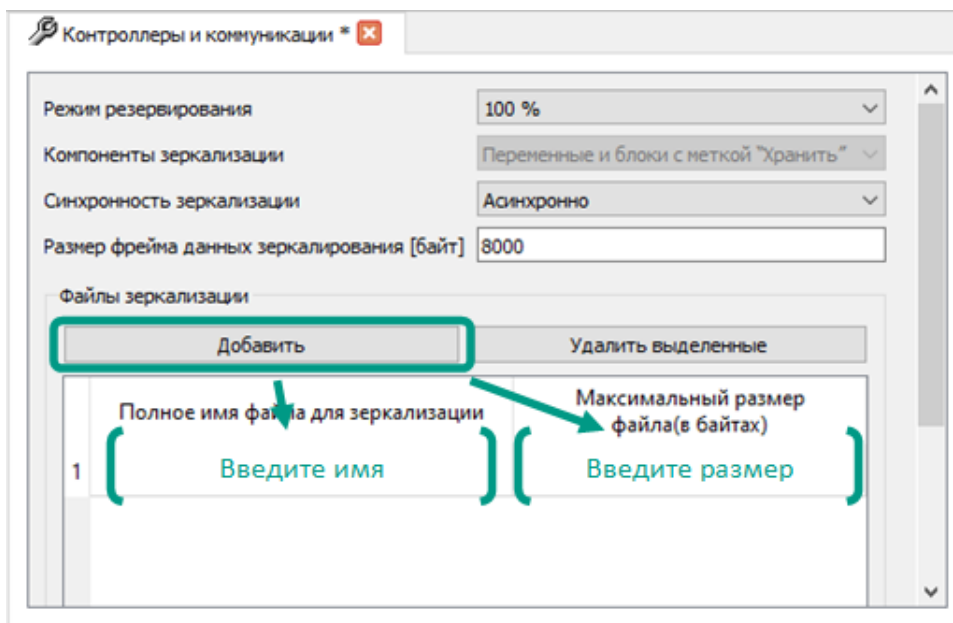 Контроллеры и коммуникации *
Режим резервирования 100 %
Компоненты зеркализации Переменные и блоки с меткой "Хранить"
Синхронность зеркализации Асинхронно
Размер фрейма данных зеркалирования [байт] 8000
Файлы зеркализации
Добавить Удалить выделенные
Полное имя файла для зеркализации Максимальный размер
файла(в байтах)
1 Введите имя Введите размер